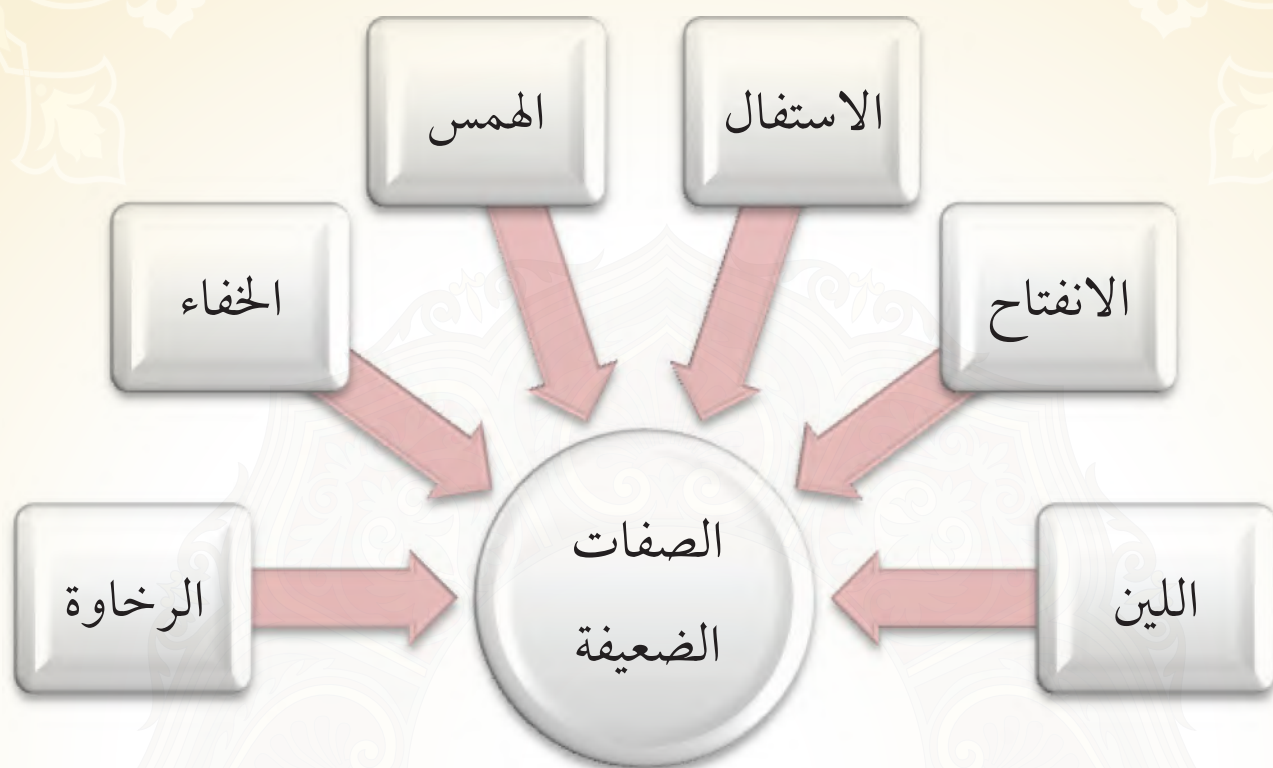 الاستفال
الهمس
الانفتاح
الخفاء
اللين
الرخاوة
الصفات
الضعيفة